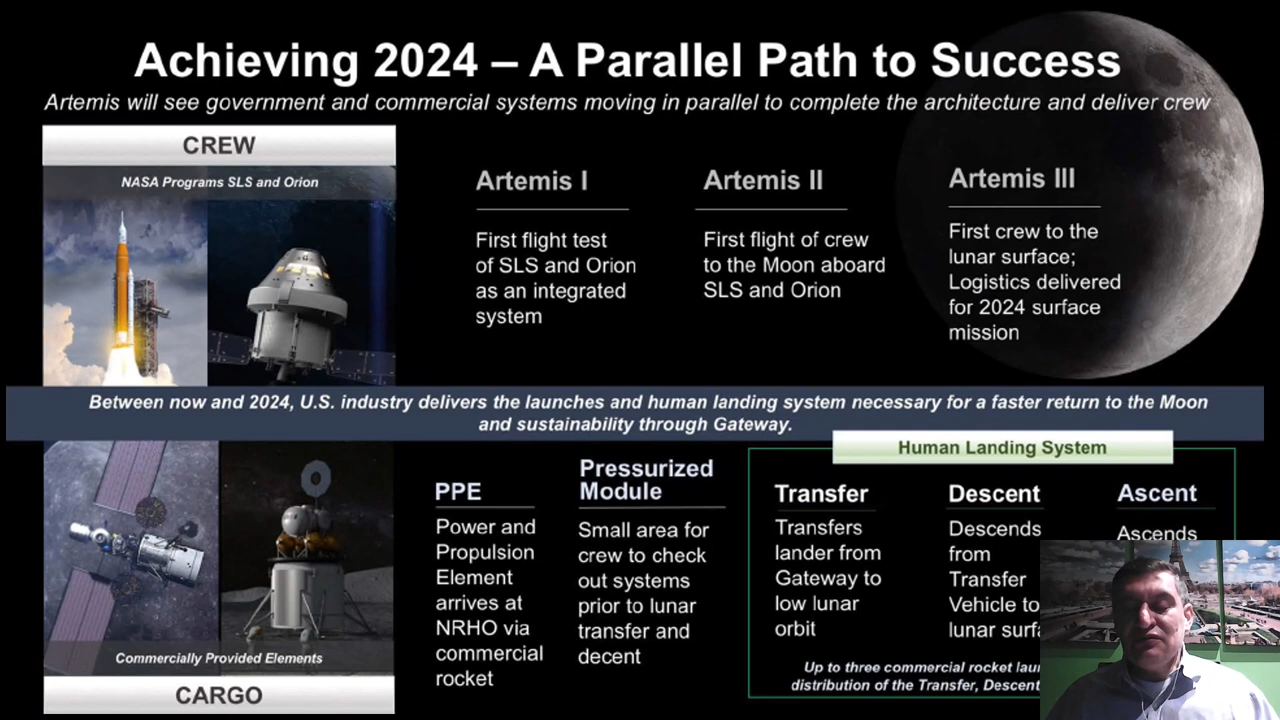 Achieving 2024 – A Parallel Path to Success
Artemis will see government and commercial systems moving in parallel to complete the architecture and deliver crew
CREW
NASA Programs SLS and Orion
Artemis I
First flight test
of SLS and Orion
as an integrated
system
Artemis II
First flight of crew
to the Moon aboard
SLS and Orion
Artemis III
First crew to the
lunar surface;
Logistics delivered
for 2024 surface
mission
Between now and 2024, U.S. industry delivers the launches and human landing system necessary for a faster return to the Moon
and sustainability through Gateway.
Commercially Provided Elements
CARGO
PPE
Power and
Propulsion
Element
arrives at
NRHO via
commercial
rocket
Pressurized
Module
Small area for
crew to check
out systems
prior to lunar
transfer and
decent
Human Landing System
Transfer
Transfers
lander from
Gateway to
low lunar
orbit
Descent
Descends
from
Transfer
Vehicle to
lunar
Ascent
Ascends
Up to three commercial rocket
distribution of the Transfer, Descent